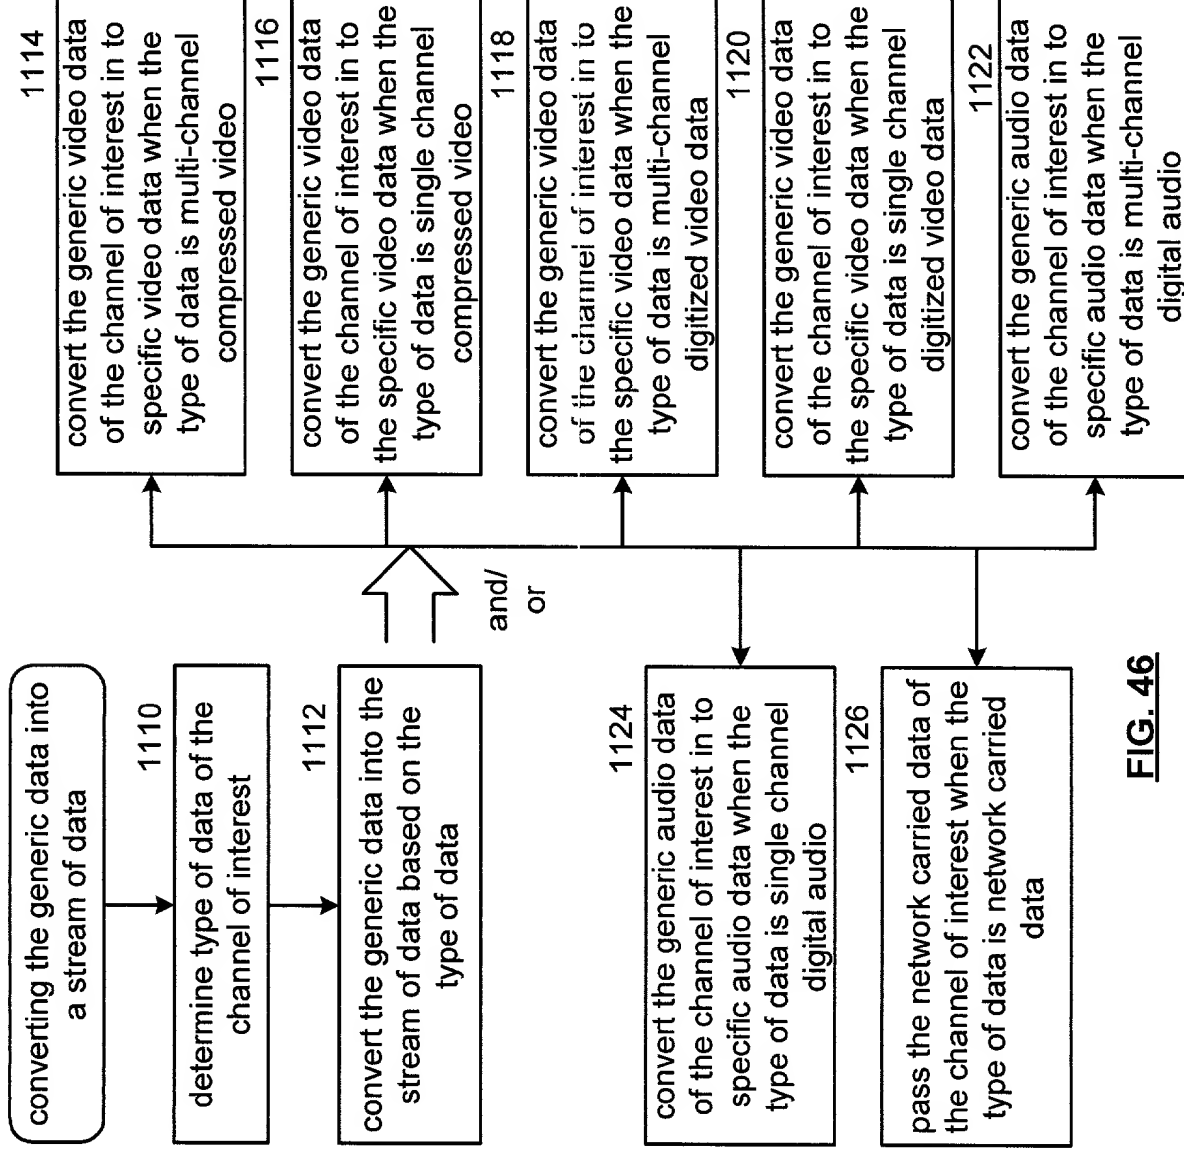 converting the generic data into
a stream of data
1110
determine type of data of the
channel of interest
1112
convert the generic data into the
stream of data based on the
type of data
and/
or
1114
convert the generic video data
of the channel of interest in to
specific video data when the
type of data is multi-channel
compressed video
1116
convert the generic video data
of the channel of interest in to
the specific video data when the
type of data is single channel
compressed video
1118
convert the generic video data
of the channel of interest in to
the specific video data when the
type of data is multi-channel
digitized video data
1120
convert the generic video data
of the channel of interest in to
the specific video data when the
type of data is single channel
digitized video data
1122
convert the generic audio data
of the channel of interest in to
specific audio data when the
type of data is multi-channel
digital audio
1124
convert the generic audio data
of the channel of interest in to
specific audio data when the
type of data is single channel
digital audio
1126
pass the network carried data of
the channel of interest when the
type of data is network carried
data
FIG. 46